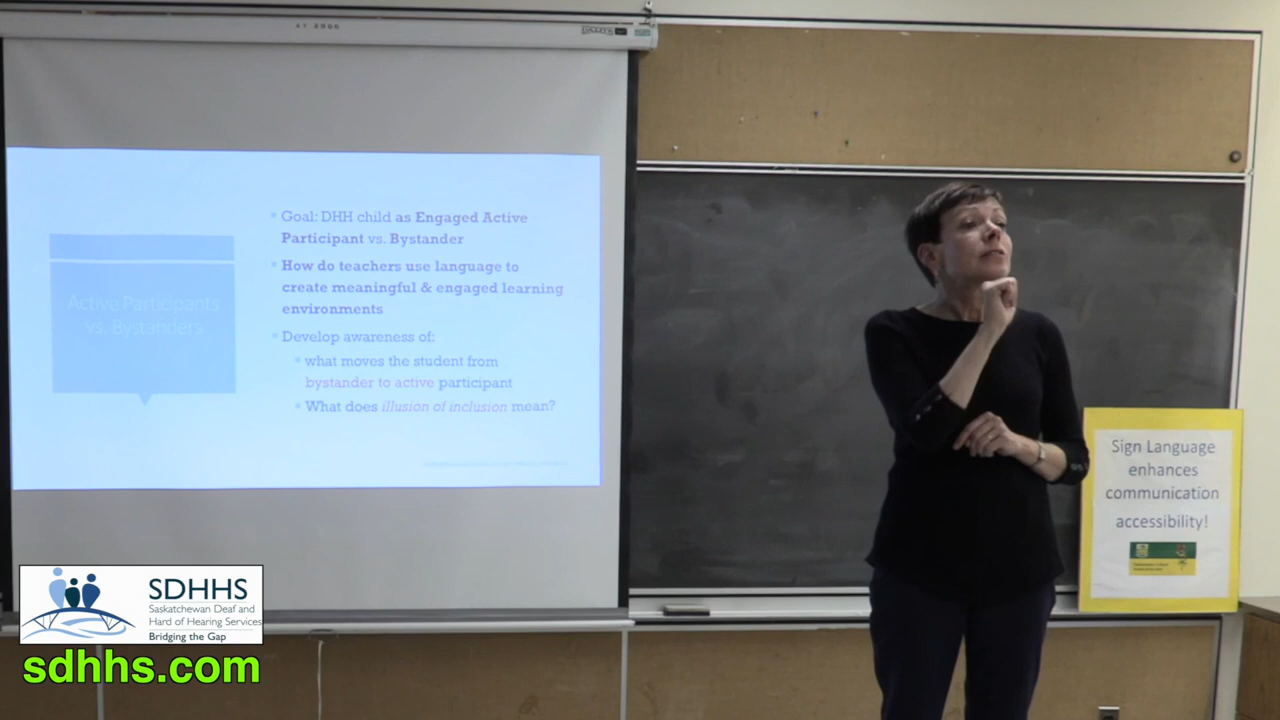 Active Participants
vs. Bystanders
Goal: DHH child as Engaged Active
Participant vs. Bystander
How do teachers use language to
create meaningful & engaged learning
environments
Develop awareness of:
what moves the student from
bystander to active participant
What does illusion of inclusion mean?
Sign Language
enhances
communication
accessibility!
SDHHS
Saskatchewan Deaf and
Hard of Hearing Services
Bridging the Gap
sdhhs.com